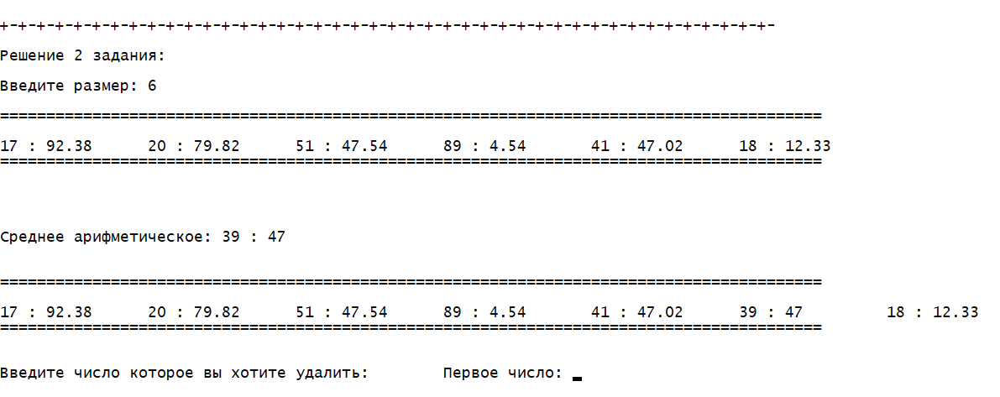 +-+-+-+-+-+-+-+-+-+-+-+-+-+-+-+-+-+-+-+-+-+-+-+-+-+-+-+-+-+-+-+-+-+-+-+-+-+-+-+-+-+-
Решение 2 задания:
Введите размер: 6
=========================================================================================
17 : 92.38      20 : 79.82      51 : 47.54      89 : 4.54       41 : 47.02      18 : 12.33
=========================================================================================
Среднее арифметическое: 39 : 47
=========================================================================================
17 : 92.38      20 : 79.82      51 : 47.54      89 : 4.54       41 : 47.02      39 : 47         18 : 12.33
=========================================================================================
Введите число которое вы хотите удалить:        Первое число: